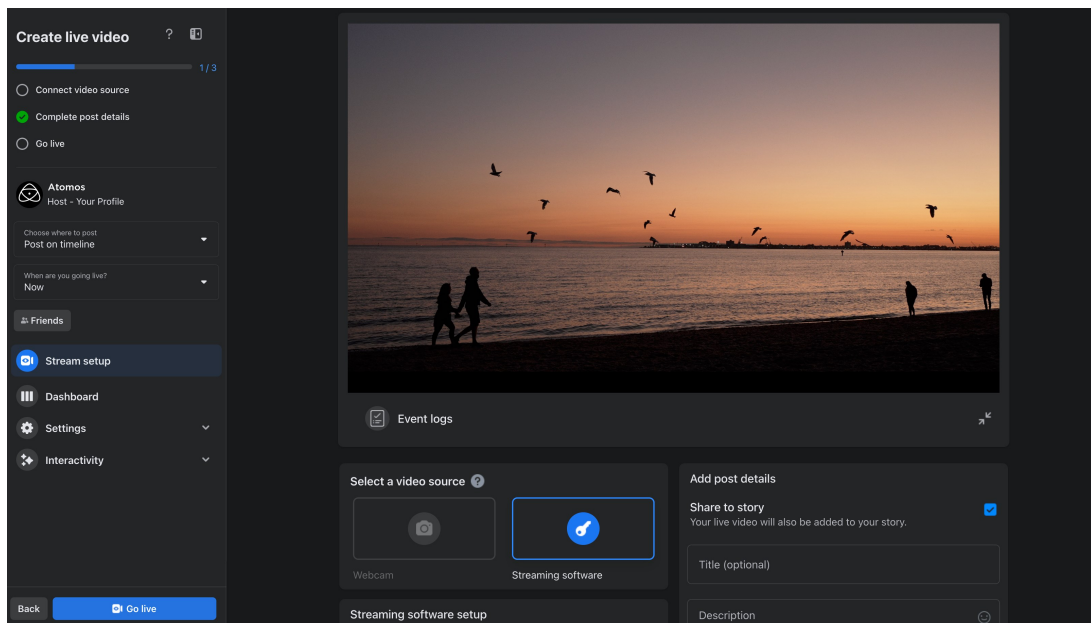 Create live video
?
1 / 3
Connect video source
Complete post details
Go live
Atomos
Host - Your Profile
Choose where to post
Post on timeline
When are you going live?
Now
Friends
Stream setup
Dashboard
Settings
Interactivity
Back
Go live
Event logs
Select a video source ?
Webcam
Streaming software
Streaming software setup
Add post details
Share to story
Your live video will also be added to your story.
Title (optional)
Description